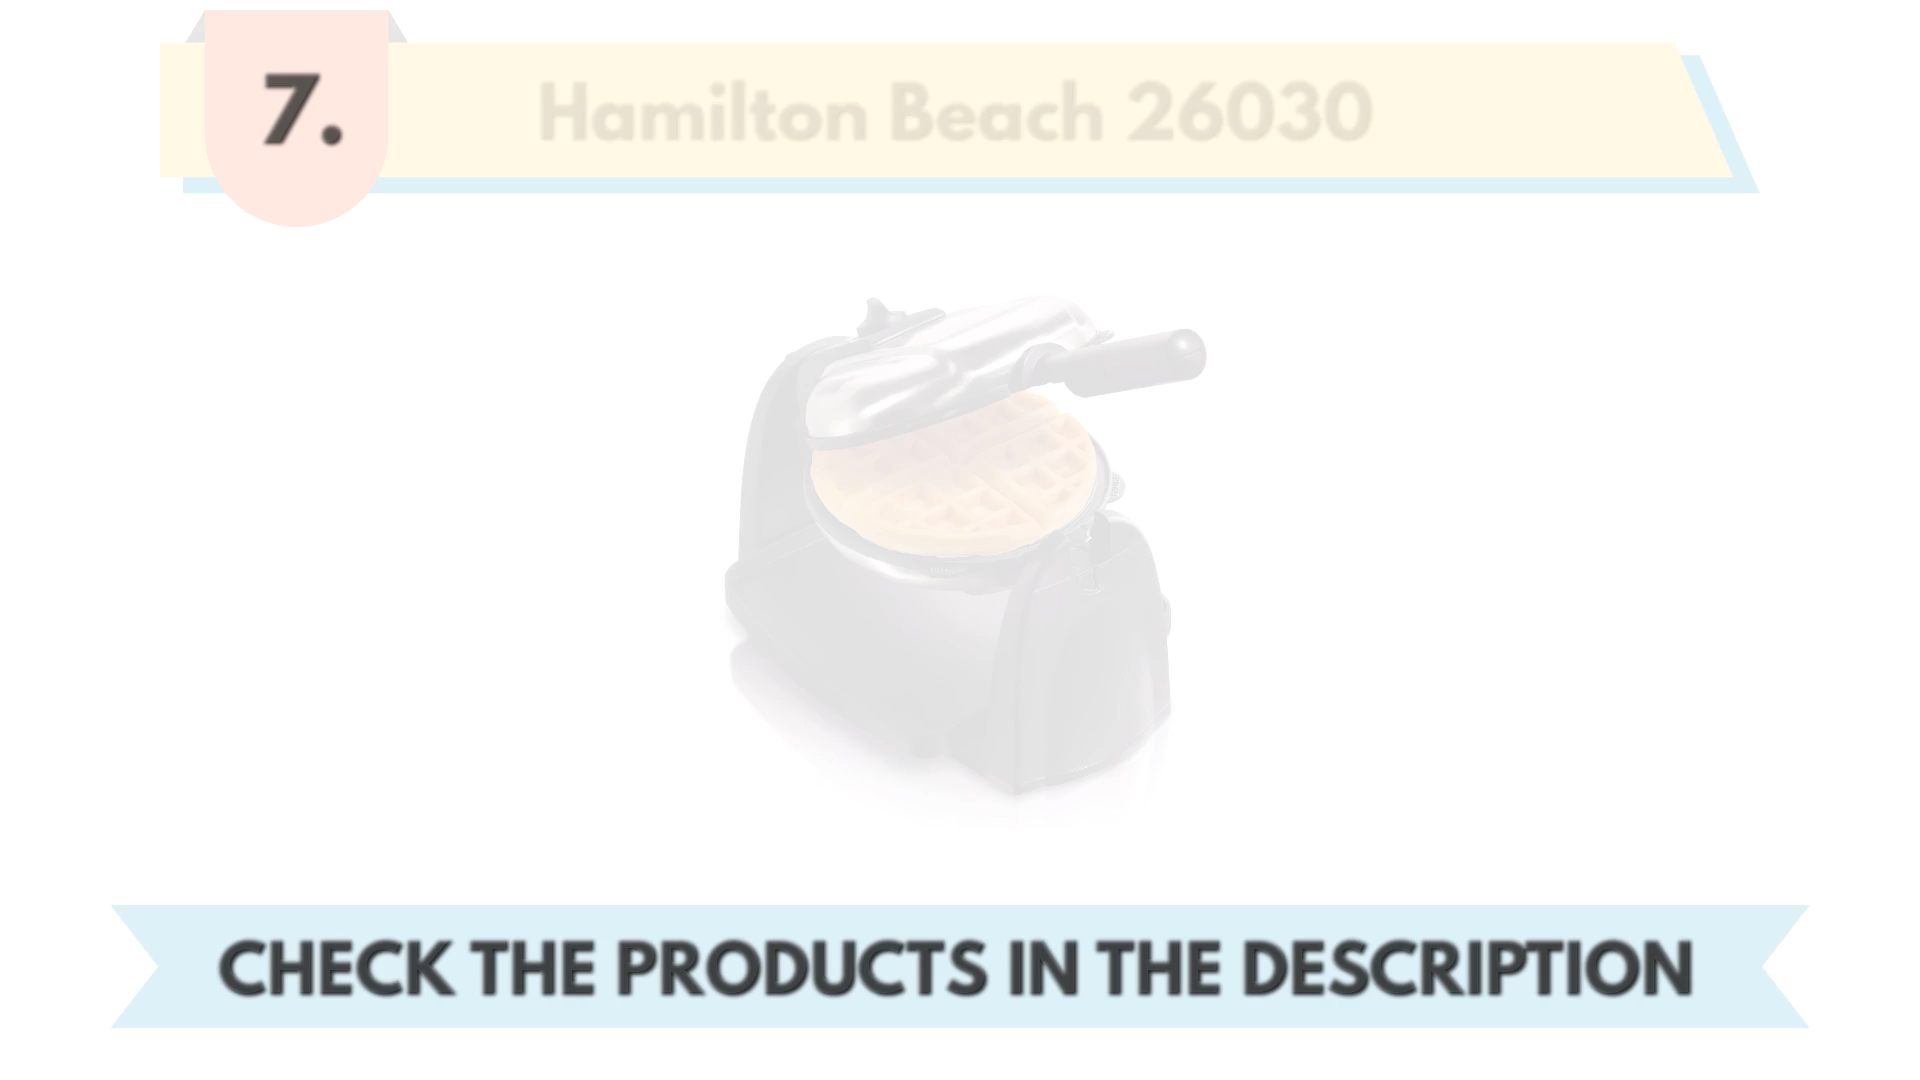 7.
Hamilton Beach 26030
CHECK THE PRODUCTS IN THE DESCRIPTION